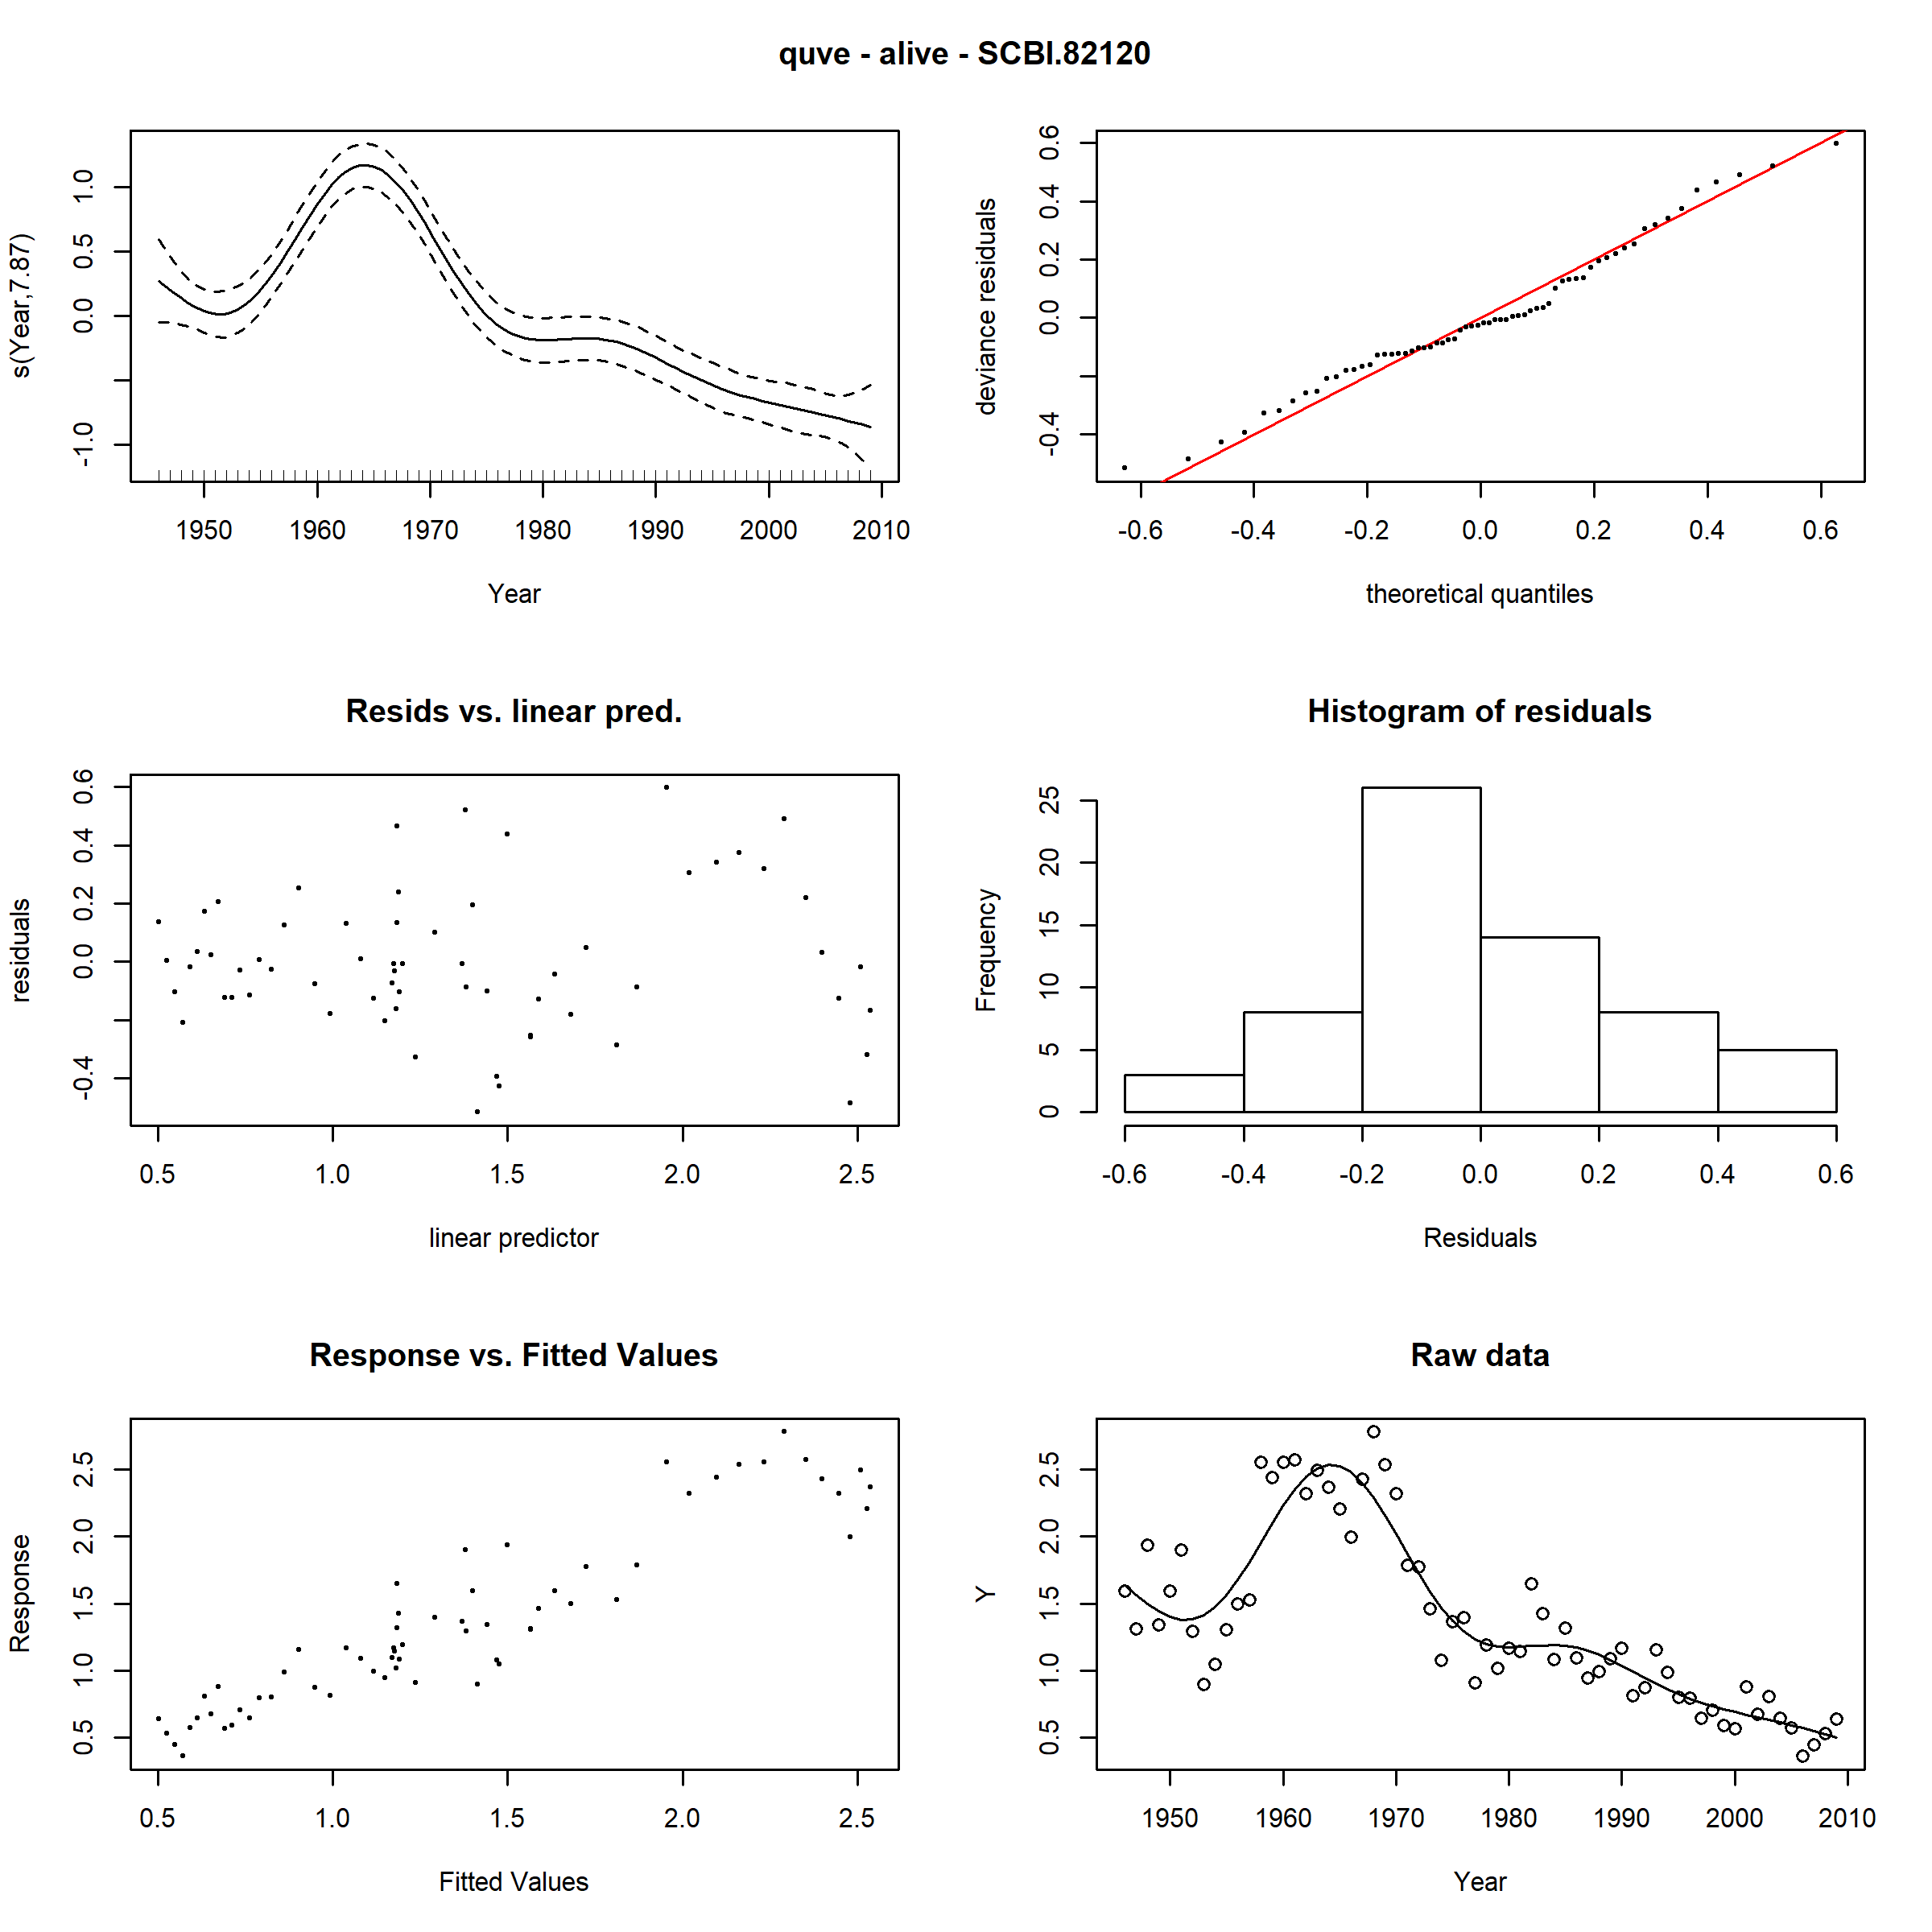 quve - alive - SCBI.82120
s(Year,7.87)
1.0
0.5
0.0
-1.0
1950 1960 1970 1980 1990 2000 2010
Year
deviance residuals
0.6
0.4
0.2
0.0
-0.4
-0.6 -0.4 -0.2 0.0 0.2 0.4 0.6
theoretical quantiles
Resids vs. linear pred.
residuals
0.6
0.4
0.2
0.0
-0.4
0.5 1.0 1.5 2.0 2.5
linear predictor
Histogram of residuals
Frequency
25
20
15
10
5
0
-0.6 -0.4 -0.2 0.0 0.2 0.4 0.6
Residuals
Response vs. Fitted Values
Response
2.5
2.0
1.5
1.0
0.5
0.5 1.0 1.5 2.0 2.5
Fitted Values
Raw data
Y
2.5
2.0
1.5
1.0
0.5
1950 1960 1970 1980 1990 2000 2010
Year